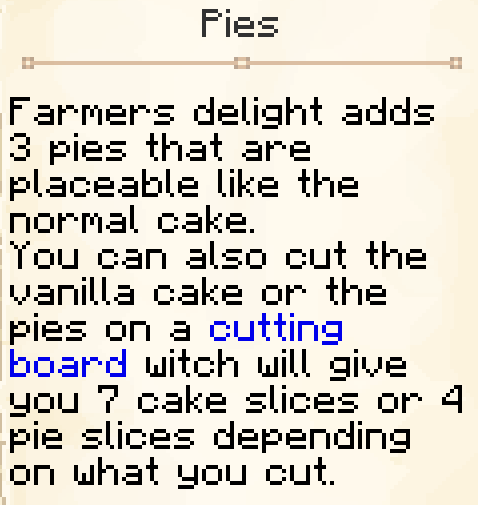 Pies
Farmers delight adds
3 pies that are
placeable like the
normal cake.
You can also cut the
vanilla cake or the
pies on a cutting
board witch will give
you 7 cake slices or 4
pie slices depending
on what you cut.